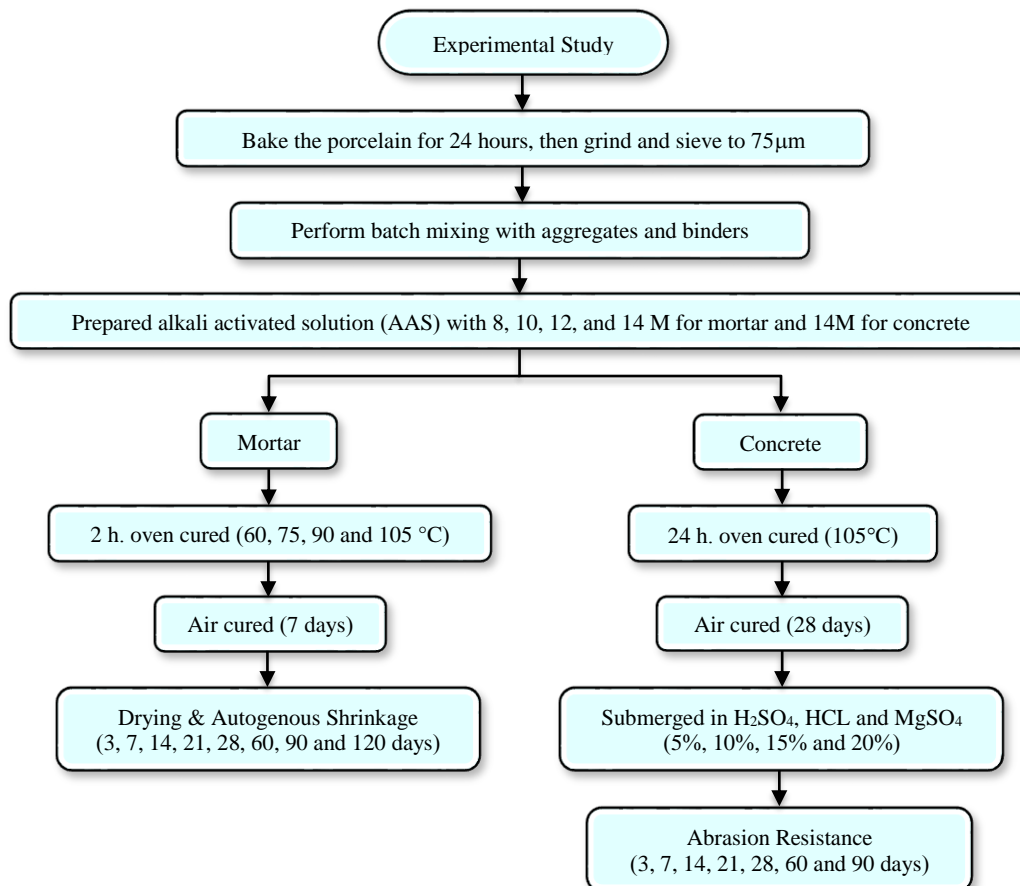 Experimental Study
Bake the porcelain for 24 hours, then grind and sieve to 75μm
Perform batch mixing with aggregates and binders
Prepared alkali activated solution (AAS) with 8, 10, 12, and 14 M for mortar and 14M for concrete
Mortar
2 h. oven cured (60, 75, 90 and 105 °C)
Air cured (7 days)
Drying & Autogenous Shrinkage
(3, 7, 14, 21, 28, 60, 90 and 120 days)
Concrete
24 h. oven cured (105°C)
Air cured (28 days)
Submerged in H₂SO₄, HCL and MgSO₄
(5%, 10%, 15% and 20%)
Abrasion Resistance
(3, 7, 14, 21, 28, 60 and 90 days)